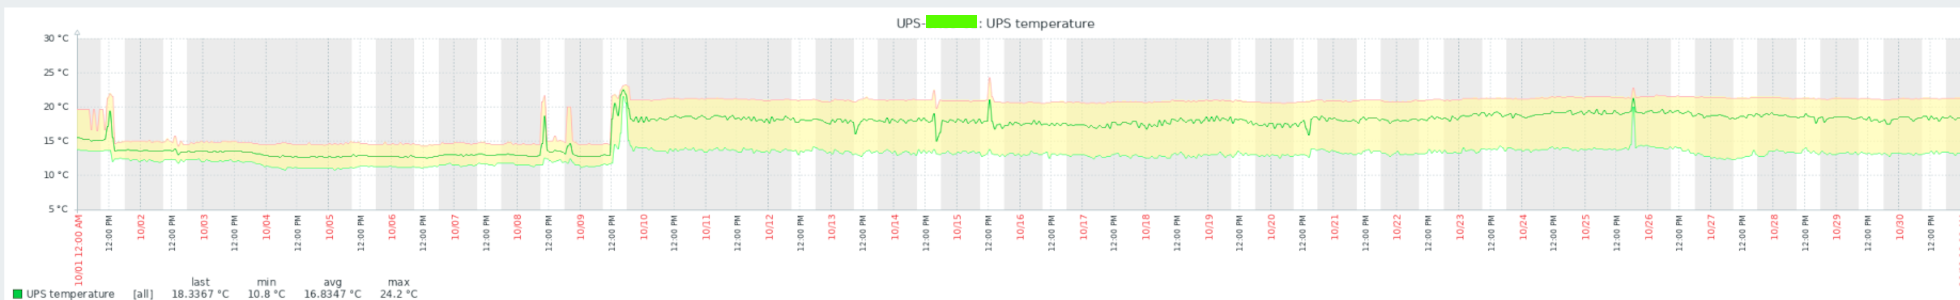 UPS- : UPS temperature
30 °C
25 °C
20 °C
15 °C
10 °C
5 °C
10/01 12:00 AM
12:00 PM
10/02
12:00 PM
10/03
12:00 PM
10/04
12:00 PM
10/05
12:00 PM
10/06
12:00 PM
10/07
12:00 PM
10/08
12:00 PM
10/09
12:00 PM
10/10
12:00 PM
10/11
12:00 PM
10/12
12:00 PM
10/13
12:00 PM
10/14
12:00 PM
10/15
12:00 PM
10/16
12:00 PM
10/17
12:00 PM
10/18
12:00 PM
10/19
12:00 PM
10/20
12:00 PM
10/21
12:00 PM
10/22
12:00 PM
10/23
12:00 PM
10/24
12:00 PM
10/25
12:00 PM
10/26
12:00 PM
10/27
12:00 PM
10/28
12:00 PM
10/29
12:00 PM
10/30
12:00 PM
last min avg max
UPS temperature [all] 18.3367 °C 10.8 °C 16.8347 °C 24.2 °C